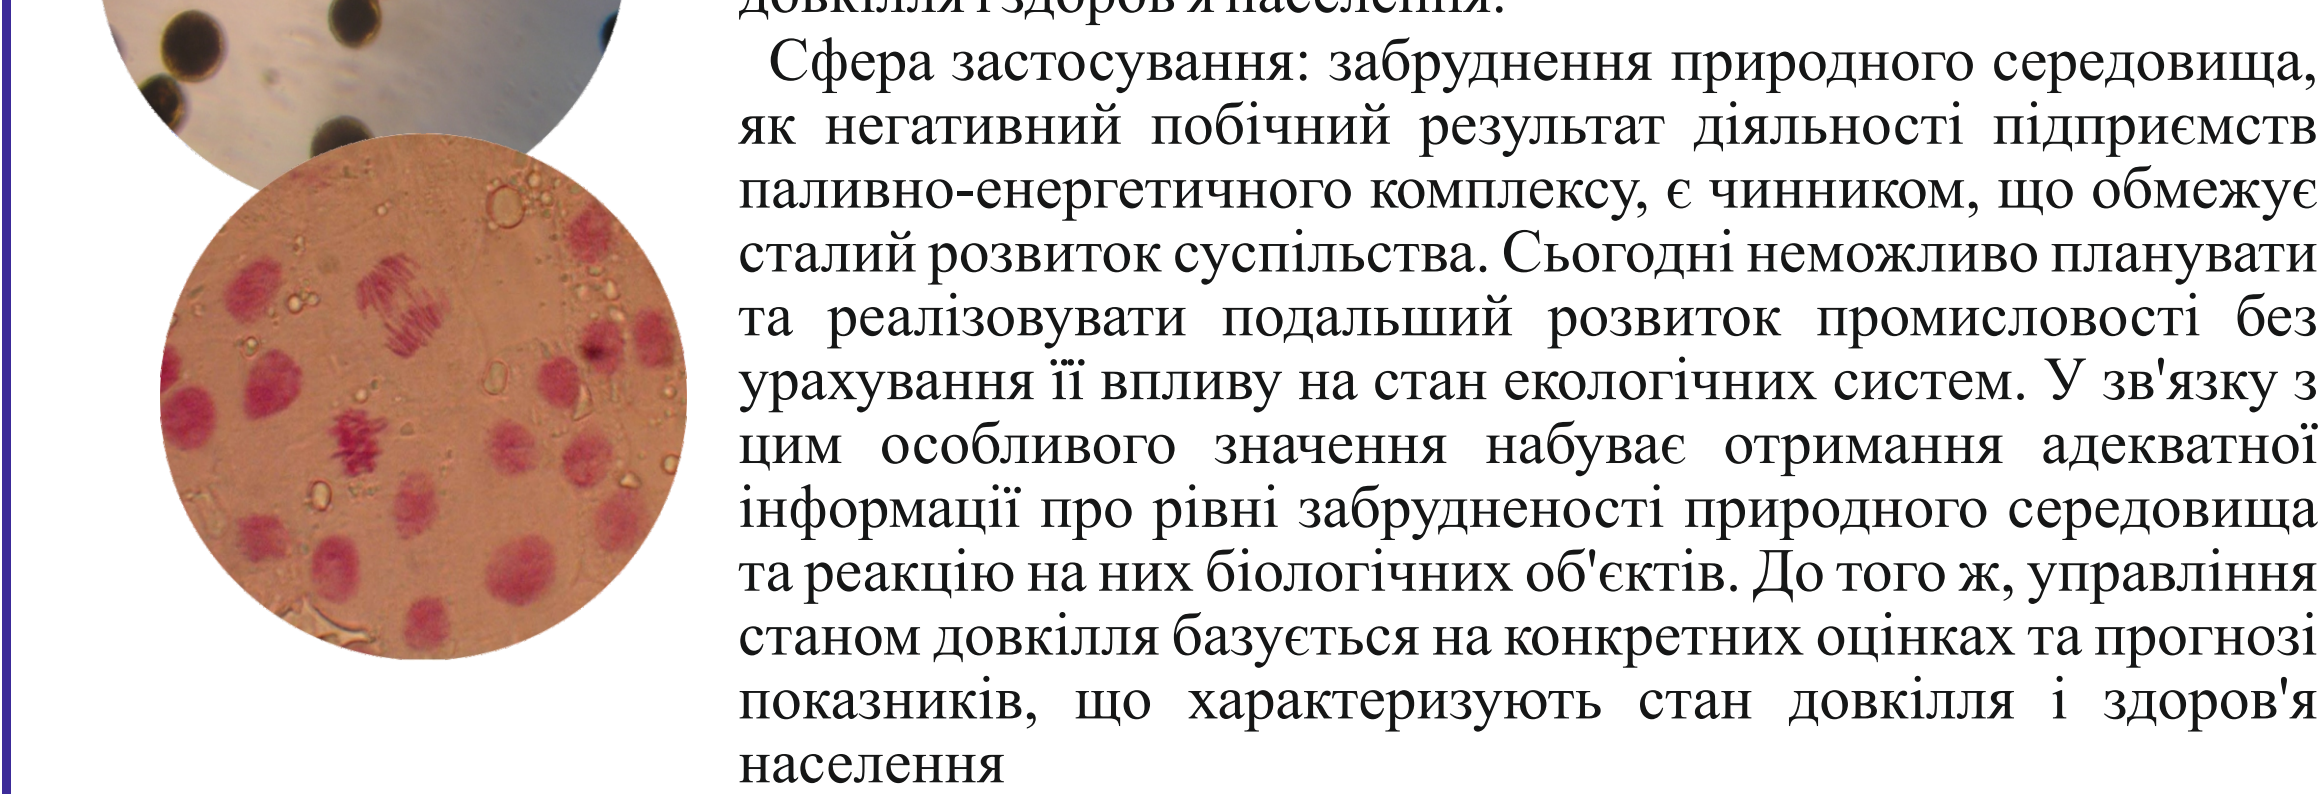 довкілля і здоров'я населення.
Сфера застосування: забруднення природного середовища,
як негативний побічний результат діяльності підприємств
паливно-енергетичного комплексу, є чинником, що обмежує
сталий розвиток суспільства. Сьогодні неможливо планувати
та реалізовувати подальший розвиток промисловості без
урахування її впливу на стан екологічних систем. У зв'язку з
цим особливого значення набуває отримання адекватної
інформації про рівні забрудненості природного середовища
та реакцію на них біологічних об'єктів. До того ж, управління
станом довкілля базується на конкретних оцінках та прогнозі
показників, що характеризують стан довкілля і здоров'я
населення